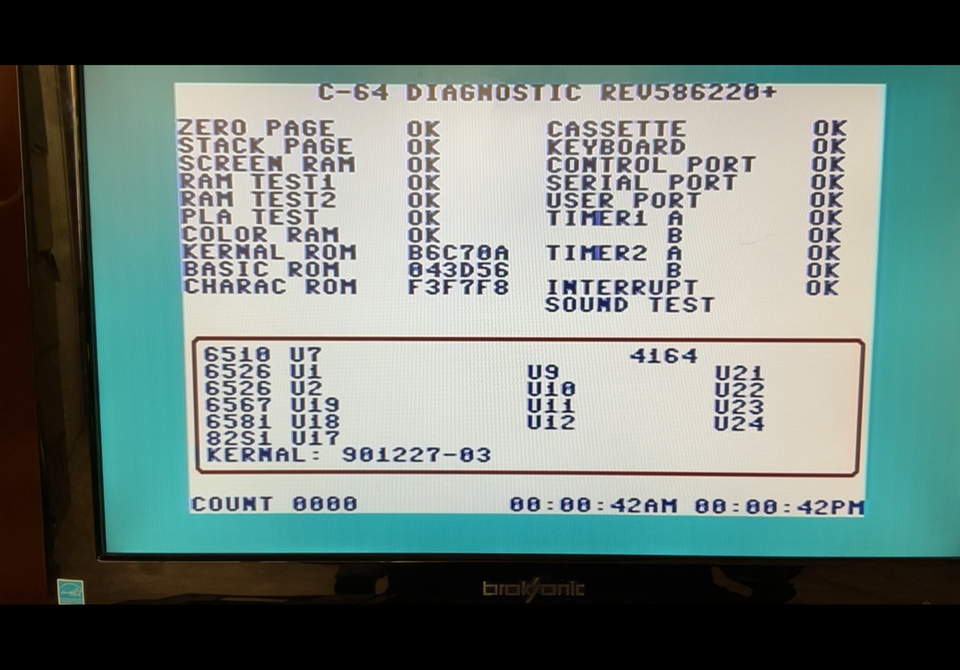 C-64 DIAGNOSTIC REV586220+
ZERO PAGE OK CASSETTE OK
STACK PAGE OK KEYBOARD OK
SCREEN RAM OK CONTROL PORT OK
RAM TEST1 OK SERIAL PORT OK
RAM TEST2 OK USER PORT OK
PLA TEST OK TIMER1 A OK
COLOR RAM OK B OK
KERNAL ROM B6C70A TIMER2 A OK
BASIC ROM 043D56 B OK
CHARAC ROM F3F7F8 INTERRUPT OK
SOUND TEST
6510 U7 4164
6526 U1 U9 U21
6526 U2 U10 U22
6567 U19 U11 U23
6581 U18 U12 U24
82S1 U17
KERNAL: 901227-03
COUNT 0000 00:00:42AM 00:00:42PM
broksonic